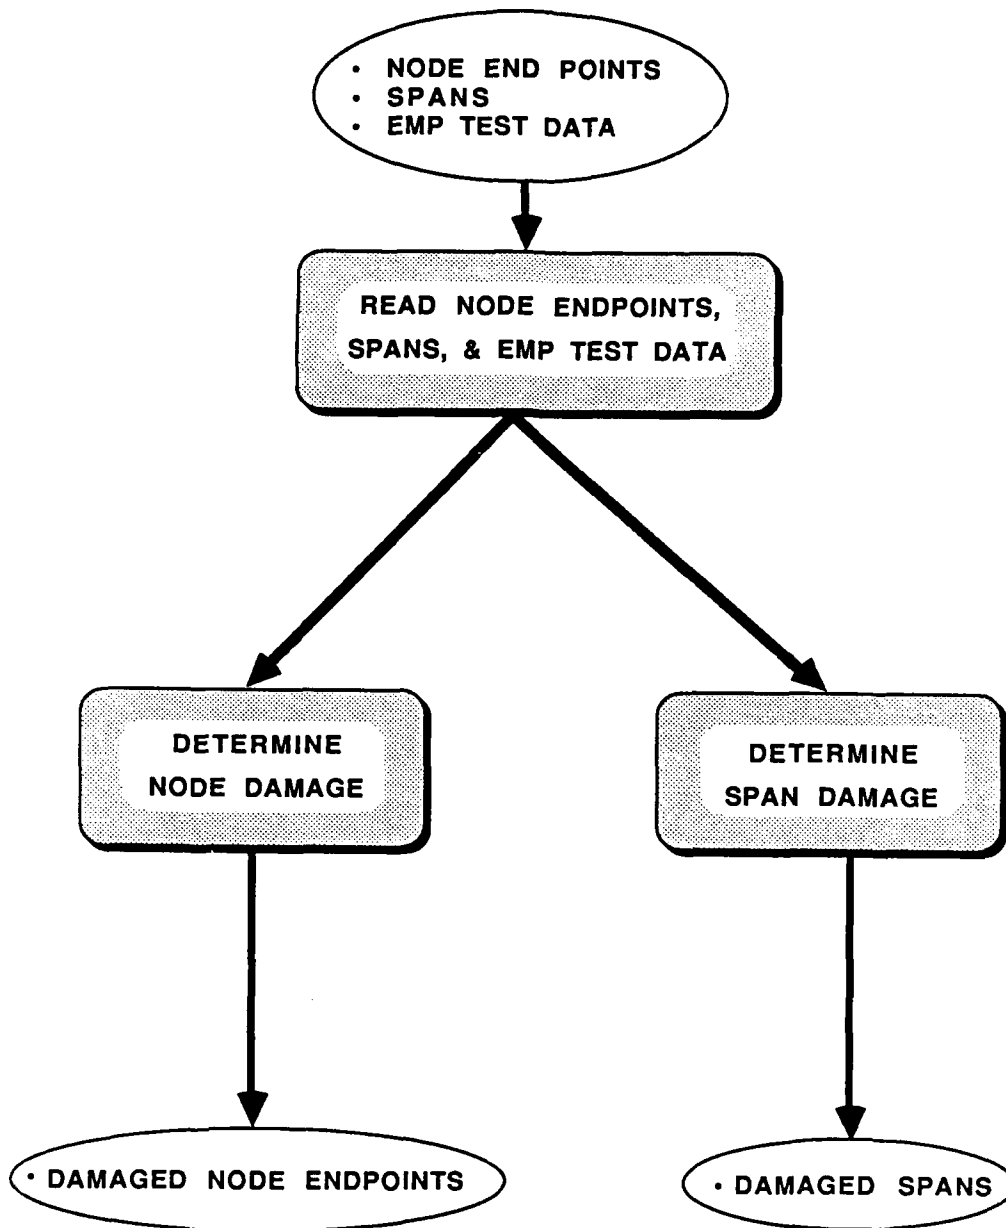 • NODE END POINTS
• SPANS
• EMP TEST DATA
READ NODE ENDPOINTS,
SPANS, & EMP TEST DATA
DETERMINE
NODE DAMAGE
DETERMINE
SPAN DAMAGE
• DAMAGED NODE ENDPOINTS
• DAMAGED SPANS